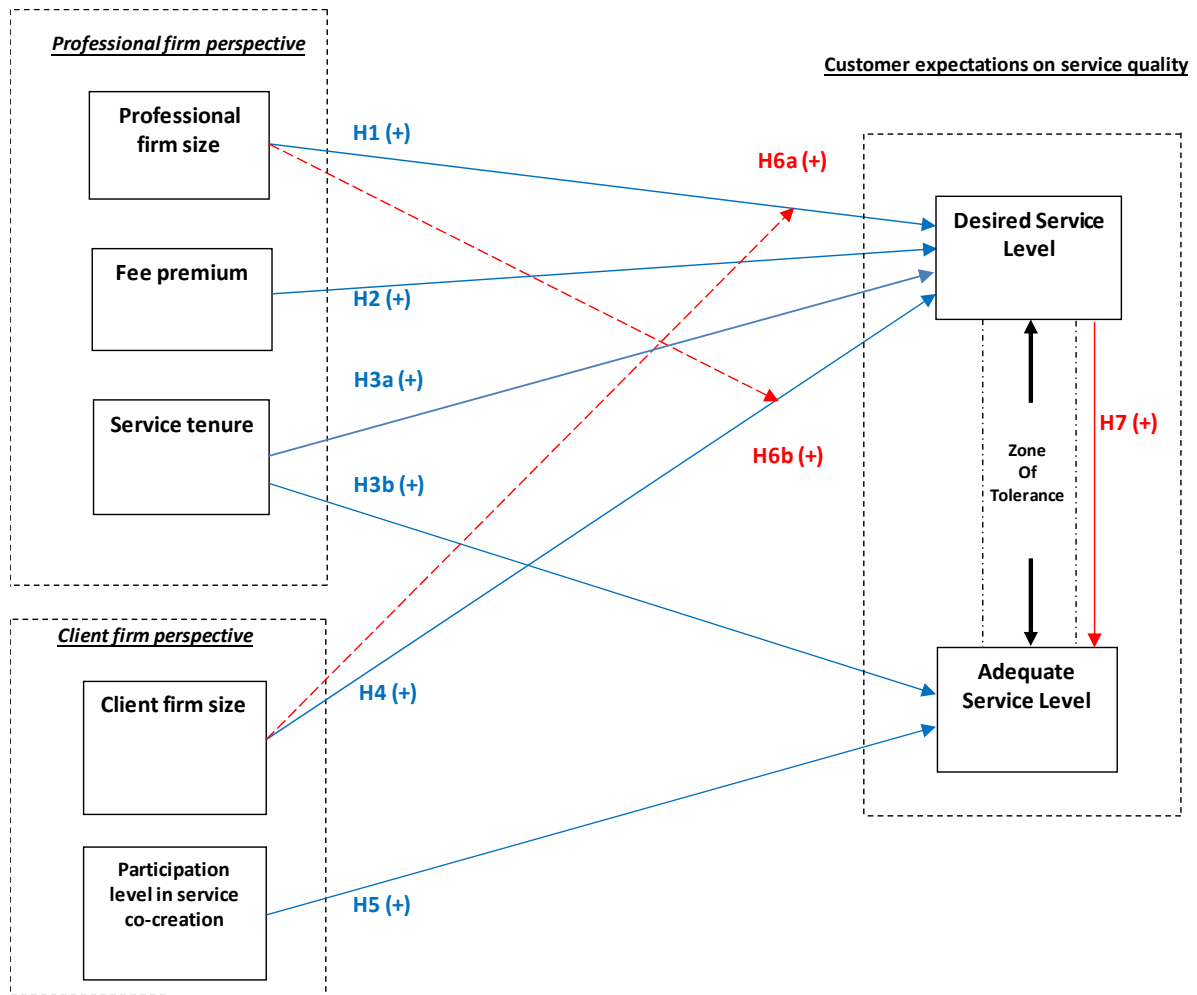 Professional firm perspective
Customer expectations on service quality
Professional
firm size
H1 (+)
H6a (+)
Desired Service
Level
Fee premium
H2 (+)
H3a (+)
Service tenure
H7 (+)
H6b (+)
Zone
Of
Tolerance
H3b (+)
Client firm perspective
Client firm size
H4 (+)
Adequate
Service Level
Participation
level in service
co-creation
H5 (+)